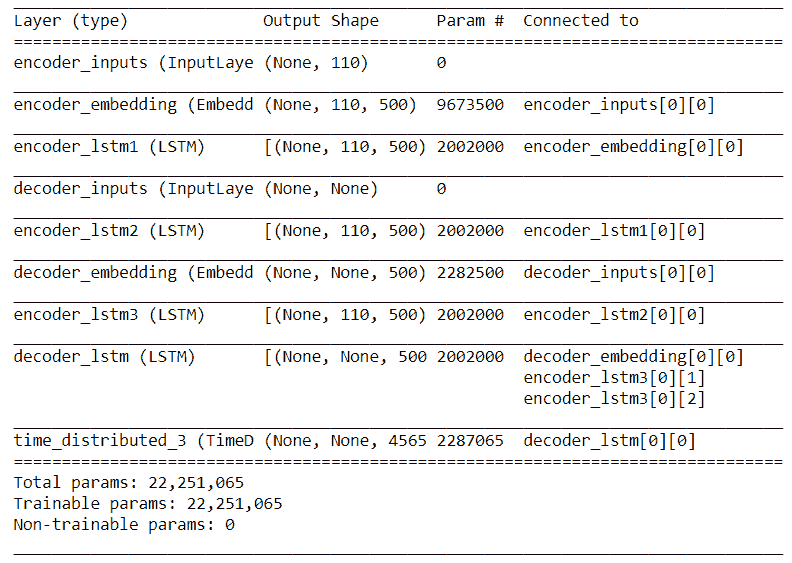 Layer (type) Output Shape Param # Connected to
encoder_inputs (InputLaye (None, 110) 0
encoder_embedding (Embedd (None, 110, 500) 9673500 encoder_inputs[0][0]
encoder_lstm1 (LSTM) [(None, 110, 500) 2002000 encoder_embedding[0][0]
decoder_inputs (InputLaye (None, None) 0
encoder_lstm2 (LSTM) [(None, 110, 500) 2002000 encoder_lstm1[0][0]
decoder_embedding (Embedd (None, None, 500) 2282500 decoder_inputs[0][0]
encoder_lstm3 (LSTM) [(None, 110, 500) 2002000 encoder_lstm2[0][0]
decoder_lstm (LSTM) [(None, None, 500 2002000 decoder_embedding[0][0]
encoder_lstm3[0][1]
encoder_lstm3[0][2]
time_distributed_3 (TimeD (None, None, 4565 2287065 decoder_lstm[0][0]
Total params: 22,251,065
Trainable params: 22,251,065
Non-trainable params: 0